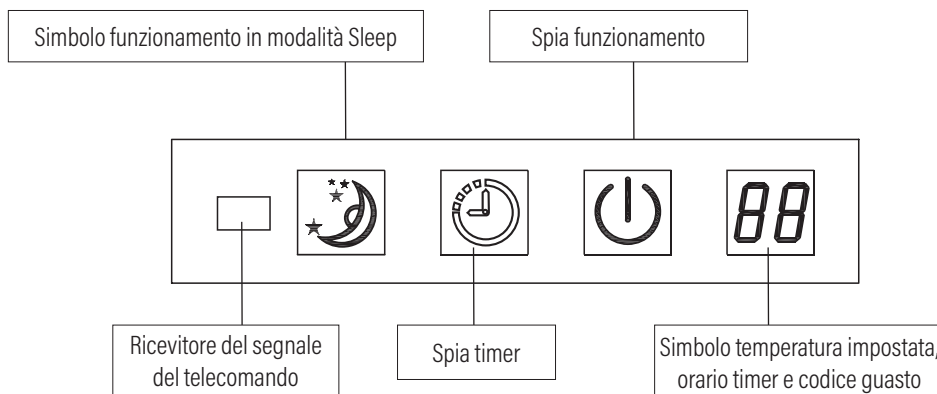 Simbolo funzionamento in modalità Sleep
Spia funzionamento
88
Ricevitore del segnale
del telecomando
Spia timer
Simbolo temperatura impostata,
orario timer e codice guasto